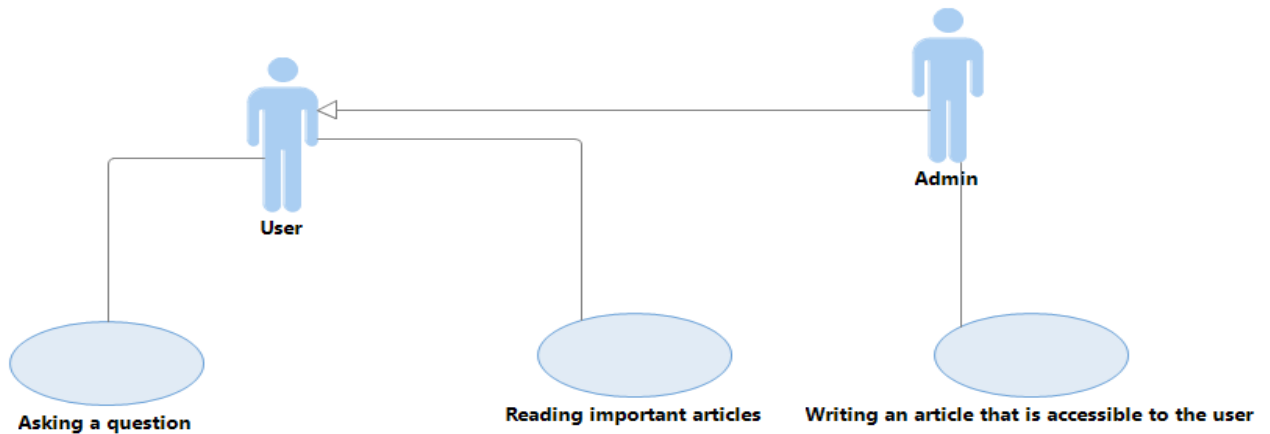 Admin
User
Asking a question
Reading important articles
Writing an article that is accessible to the user